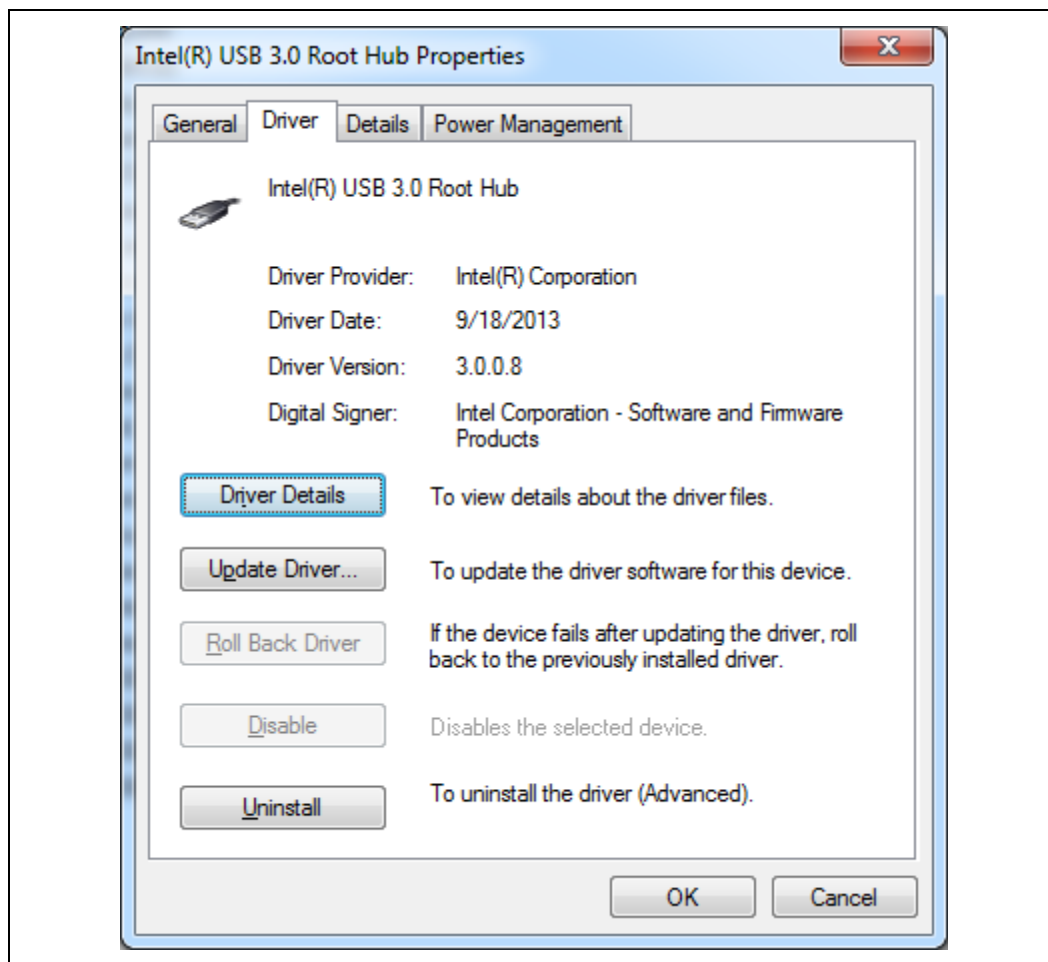 Intel(R) USB 3.0 Root Hub Properties
General Driver Details Power Management
Intel(R) USB 3.0 Root Hub
Driver Provider: Intel(R) Corporation
Driver Date: 9/18/2013
Driver Version: 3.0.0.8
Digital Signer: Intel Corporation - Software and Firmware
Products
Driver Details To view details about the driver files.
Update Driver... To update the driver software for this device.
Roll Back Driver If the device fails after updating the driver, roll
back to the previously installed driver.
Disable Disables the selected device.
Uninstall To uninstall the driver (Advanced).
OK Cancel